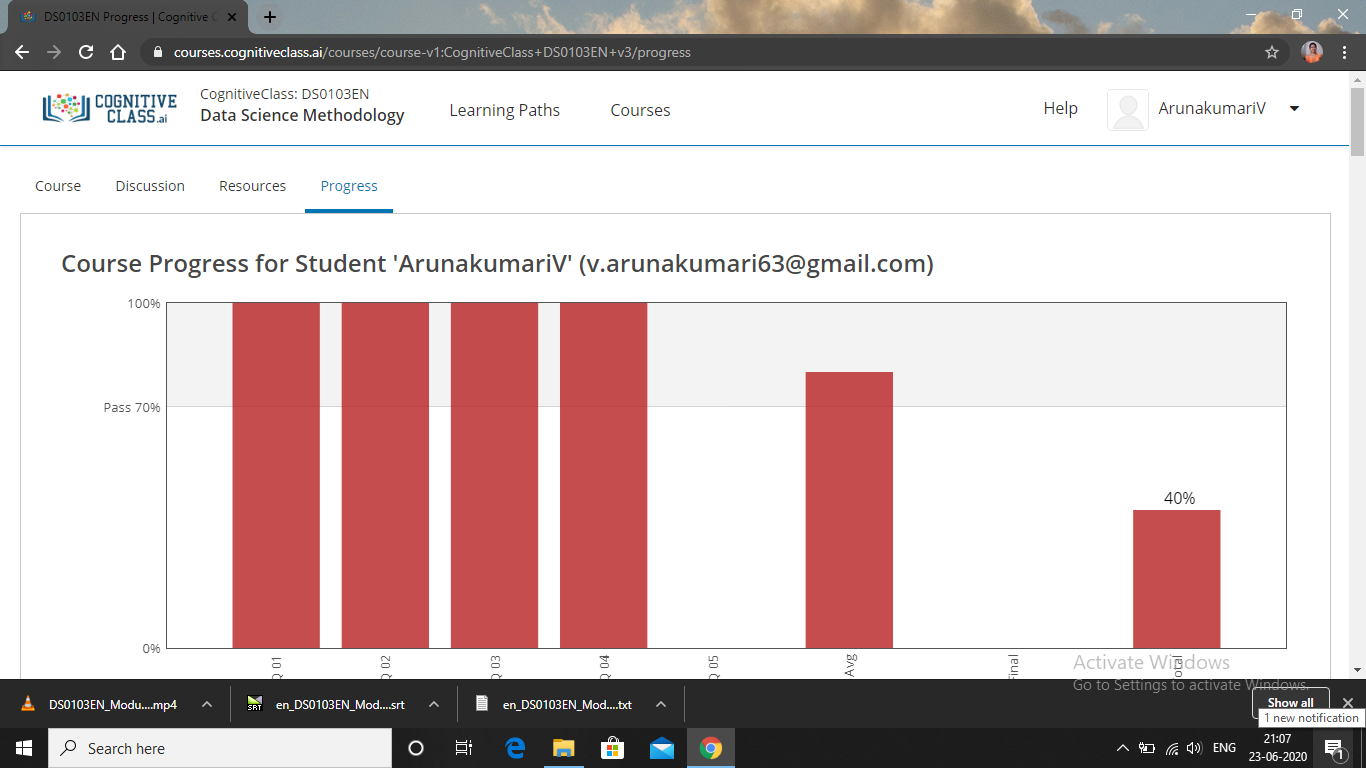 DS0103EN Progress | Cognitive C
courses.cognitiveclass.ai/courses/course-v1:CognitiveClass+DS0103EN+v3/progress
COGNITIVE
CLASS.ai
CognitiveClass: DS0103EN
Data Science Methodology
Learning Paths
Courses
Help
ArunakumariV
Course
Discussion
Resources
Progress
Course Progress for Student 'ArunakumariV' (v.arunakumari63@gmail.com)
100%
Pass 70%
0%
40%
Q 01
Q 02
Q 03
Q 04
Q 05
Avg
Final
Activate Windows
Go to Settings to activate Windows.
DS0103EN_Modu....mp4
SRT
en_DS0103EN_Mod....srt
en_DS0103EN_Mod....txt
Show all
1 new notification
Search here
ENG
21:07
23-06-2020
1